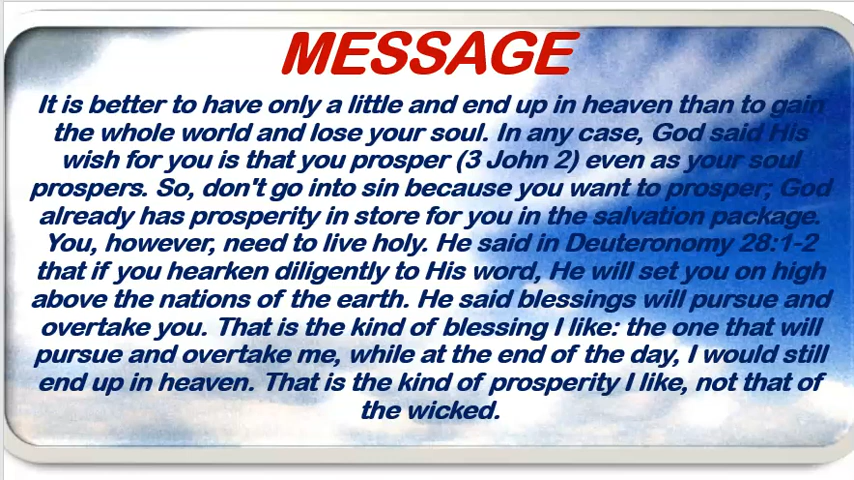 MESSAGE
It is better to have only a little and end up in heaven than to gain
the whole world and lose your soul. In any case, God said His
wish for you is that you prosper (3 John 2) even as your soul
prospers. So, don't go into sin because you want to prosper; God
already has prosperity in store for you in the salvation package.
You, however, need to live holy. He said in Deuteronomy 28:1-2
that if you hearken diligently to His word, He will set you on high
above the nations of the earth. He said blessings will pursue and
overtake you. That is the kind of blessing I like: the one that will
pursue and overtake me, while at the end of the day, I would still
end up in heaven. That is the kind of prosperity I like, not that of
the wicked.